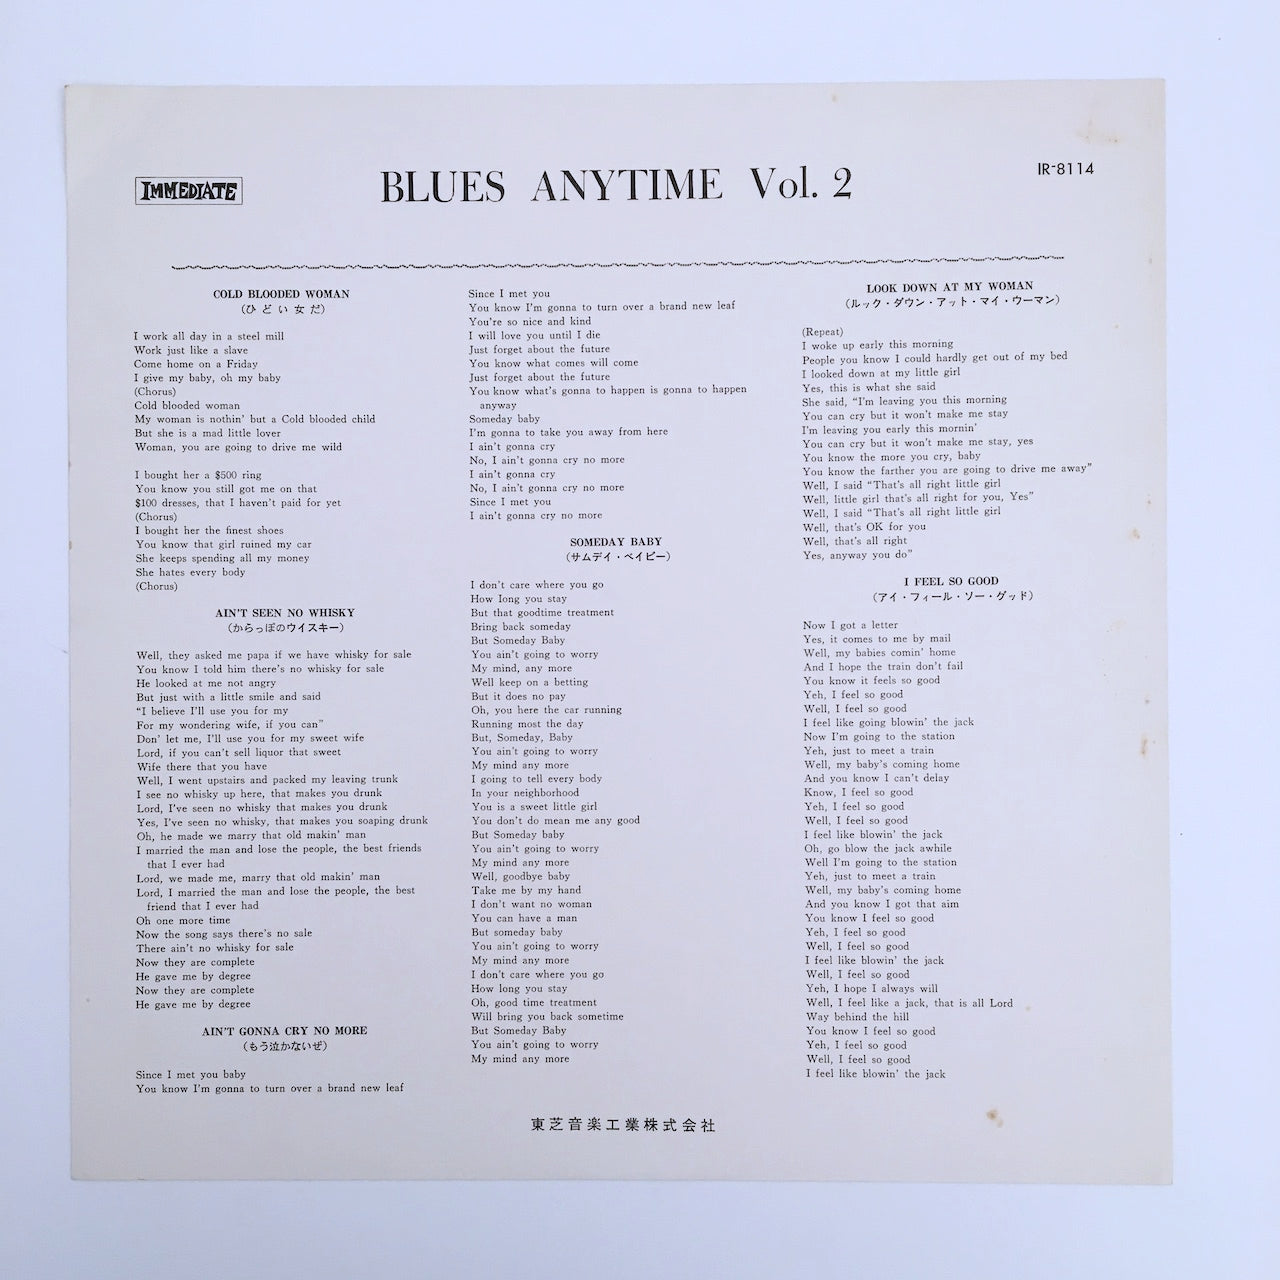 IMMEDIATE
BLUES ANYTIME Vol. 2
IR-8114
COLD BLOODED WOMAN
(ひどい女だ)
I work all day in a steel mill
Work just like a slave
Come home on a Friday
I give my baby, oh my baby
(Chorus)
Cold blooded woman
My woman is nothin' but a Cold blooded child
But she is a mad little lover
Woman, you are going to drive me wild
I bought her a $500 ring
You know you still got me on that
$100 dresses, that I haven't paid for yet
(Chorus)
I bought her the finest shoes
You know that girl ruined my car
She keeps spending all my money
She hates every body
(Chorus)
AIN'T SEEN NO WHISKY
(からっぽのウイスキー)
Well, they asked me papa if we have whisky for sale
You know I told him there's no whisky for sale
He looked at me not angry
But just with a little smile and said
"I believe I'll use you for my
For my wondering wife, if you can"
Don' let me, I'll use you for my sweet wife
Lord, if you can't sell liquor that sweet
Wife there that you have
Well, I went upstairs and packed my leaving trunk
I see no whisky up here, that makes you drunk
Lord, I've seen no whisky that makes you drunk
Yes, I've seen no whisky, that makes you soaping drunk
Oh, he made we marry that old makin' man
I married the man and lose the people, the best friends
that I ever had
Lord, we made me, marry that old makin' man
Lord, I married the man and lose the people, the best
friend that I ever had
Oh one more time
Now the song says there's no sale
There ain't no whisky for sale
Now they are complete
He gave me by degree
Now they are complete
He gave me by degree
AIN'T GONNA CRY NO MORE
(もう泣かないぜ)
Since I met you baby
You know I'm gonna to turn over a brand new leaf
Since I met you
You know I'm gonna to turn over a brand new leaf
You're so nice and kind
I will love you until I die
Just forget about the future
You know what comes will come
Just forget about the future
You know what's gonna to happen is gonna to happen
anyway
Someday baby
I'm gonna to take you away from here
I ain't gonna cry
No, I ain't gonna cry no more
I ain't gonna cry
No, I ain't gonna cry no more
Since I met you
I ain't gonna cry no more
SOMEDAY BABY
(サムデイ・ベイビー)
I don't care where you go
How long you stay
But that goodtime treatment
Bring back someday
But Someday Baby
You ain't going to worry
My mind, any more
Well keep on a betting
But it does no pay
Oh, you here the car running
Running most the day
But, Someday, Baby
You ain't going to worry
My mind any more
I going to tell every body
In your neighborhood
You is a sweet little girl
You don't do mean me any good
But Someday baby
You ain't going to worry
My mind any more
Well, goodbye baby
Take me by my hand
I don't want no woman
You can have a man
But someday baby
You ain't going to worry
My mind any more
I don't care where you go
How long you stay
Oh, good time treatment
Will bring you back sometime
But Someday Baby
You ain't going to worry
My mind any more
LOOK DOWN AT MY WOMAN
(ルック・ダウン・アット・マイ・ウーマン)
(Repeat)
I woke up early this morning
People you know I could hardly get out of my bed
I looked down at my little girl
Yes, this is what she said
She said, "I'm leaving you this morning
You can cry but it won't make me stay
I'm leaving you early this mornin'
You can cry but it won't make me stay, yes
You know the more you cry, baby
You know the farther you are going to drive me away"
Well, I said "That's all right little girl
Well, little girl that's all right for you, Yes"
Well, I said "That's all right little girl
Well, that's OK for you
Well, that's all right
Yes, anyway you do"
I FEEL SO GOOD
(アイ・フィール・ソー・グッド)
Now I got a letter
Yes, it comes to me by mail
Well, my babies comin' home
And I hope the train don't fail
You know it feels so good
Yeh, I feel so good
Well, I feel so good
I feel like going blowin' the jack
Now I'm going to the station
Yeh, just to meet a train
Well, my baby's coming home
And you know I can't delay
Know, I feel so good
Yeh, I feel so good
Well, I feel so good
I feel like blowin' the jack
Oh, go blow the jack awhile
Well I'm going to the station
Yeh, just to meet a train
Well, my baby's coming home
And you know I got that aim
You know I feel so good
Yeh, I feel so good
Well, I feel so good
I feel like blowin' the jack
Well, I feel so good
Yeh, I hope I always will
Well, I feel like a jack, that is all Lord
Way behind the hill
You know I feel so good
Yeh, I feel so good
Well, I feel so good
I feel like blowin' the jack
東芝音楽工業株式会社